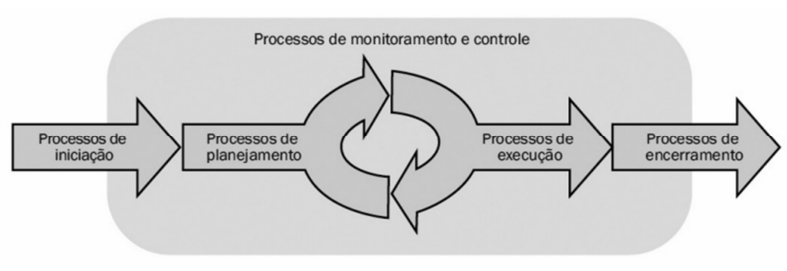 Processos de monitoramento e controle
Processos de
iniciação
Processos de
planejamento
Processos de
execução
Processos de
encerramento